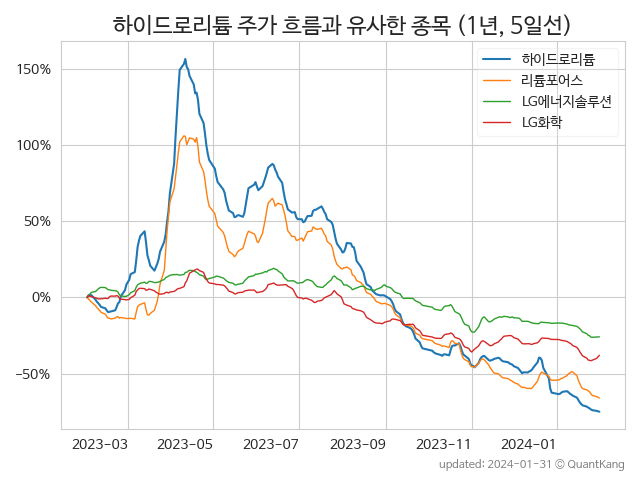 하이드로리튬 주가 흐름과 유사한 종목 (1년, 5일선)
하이드로리튬
리튬포어스
LG에너지솔루션
LG화학
150%
100%
50%
0%
−50%
2023-03 2023-05 2023-07 2023-09 2023-11 2024-01
updated: 2024-01-31 © QuantKang